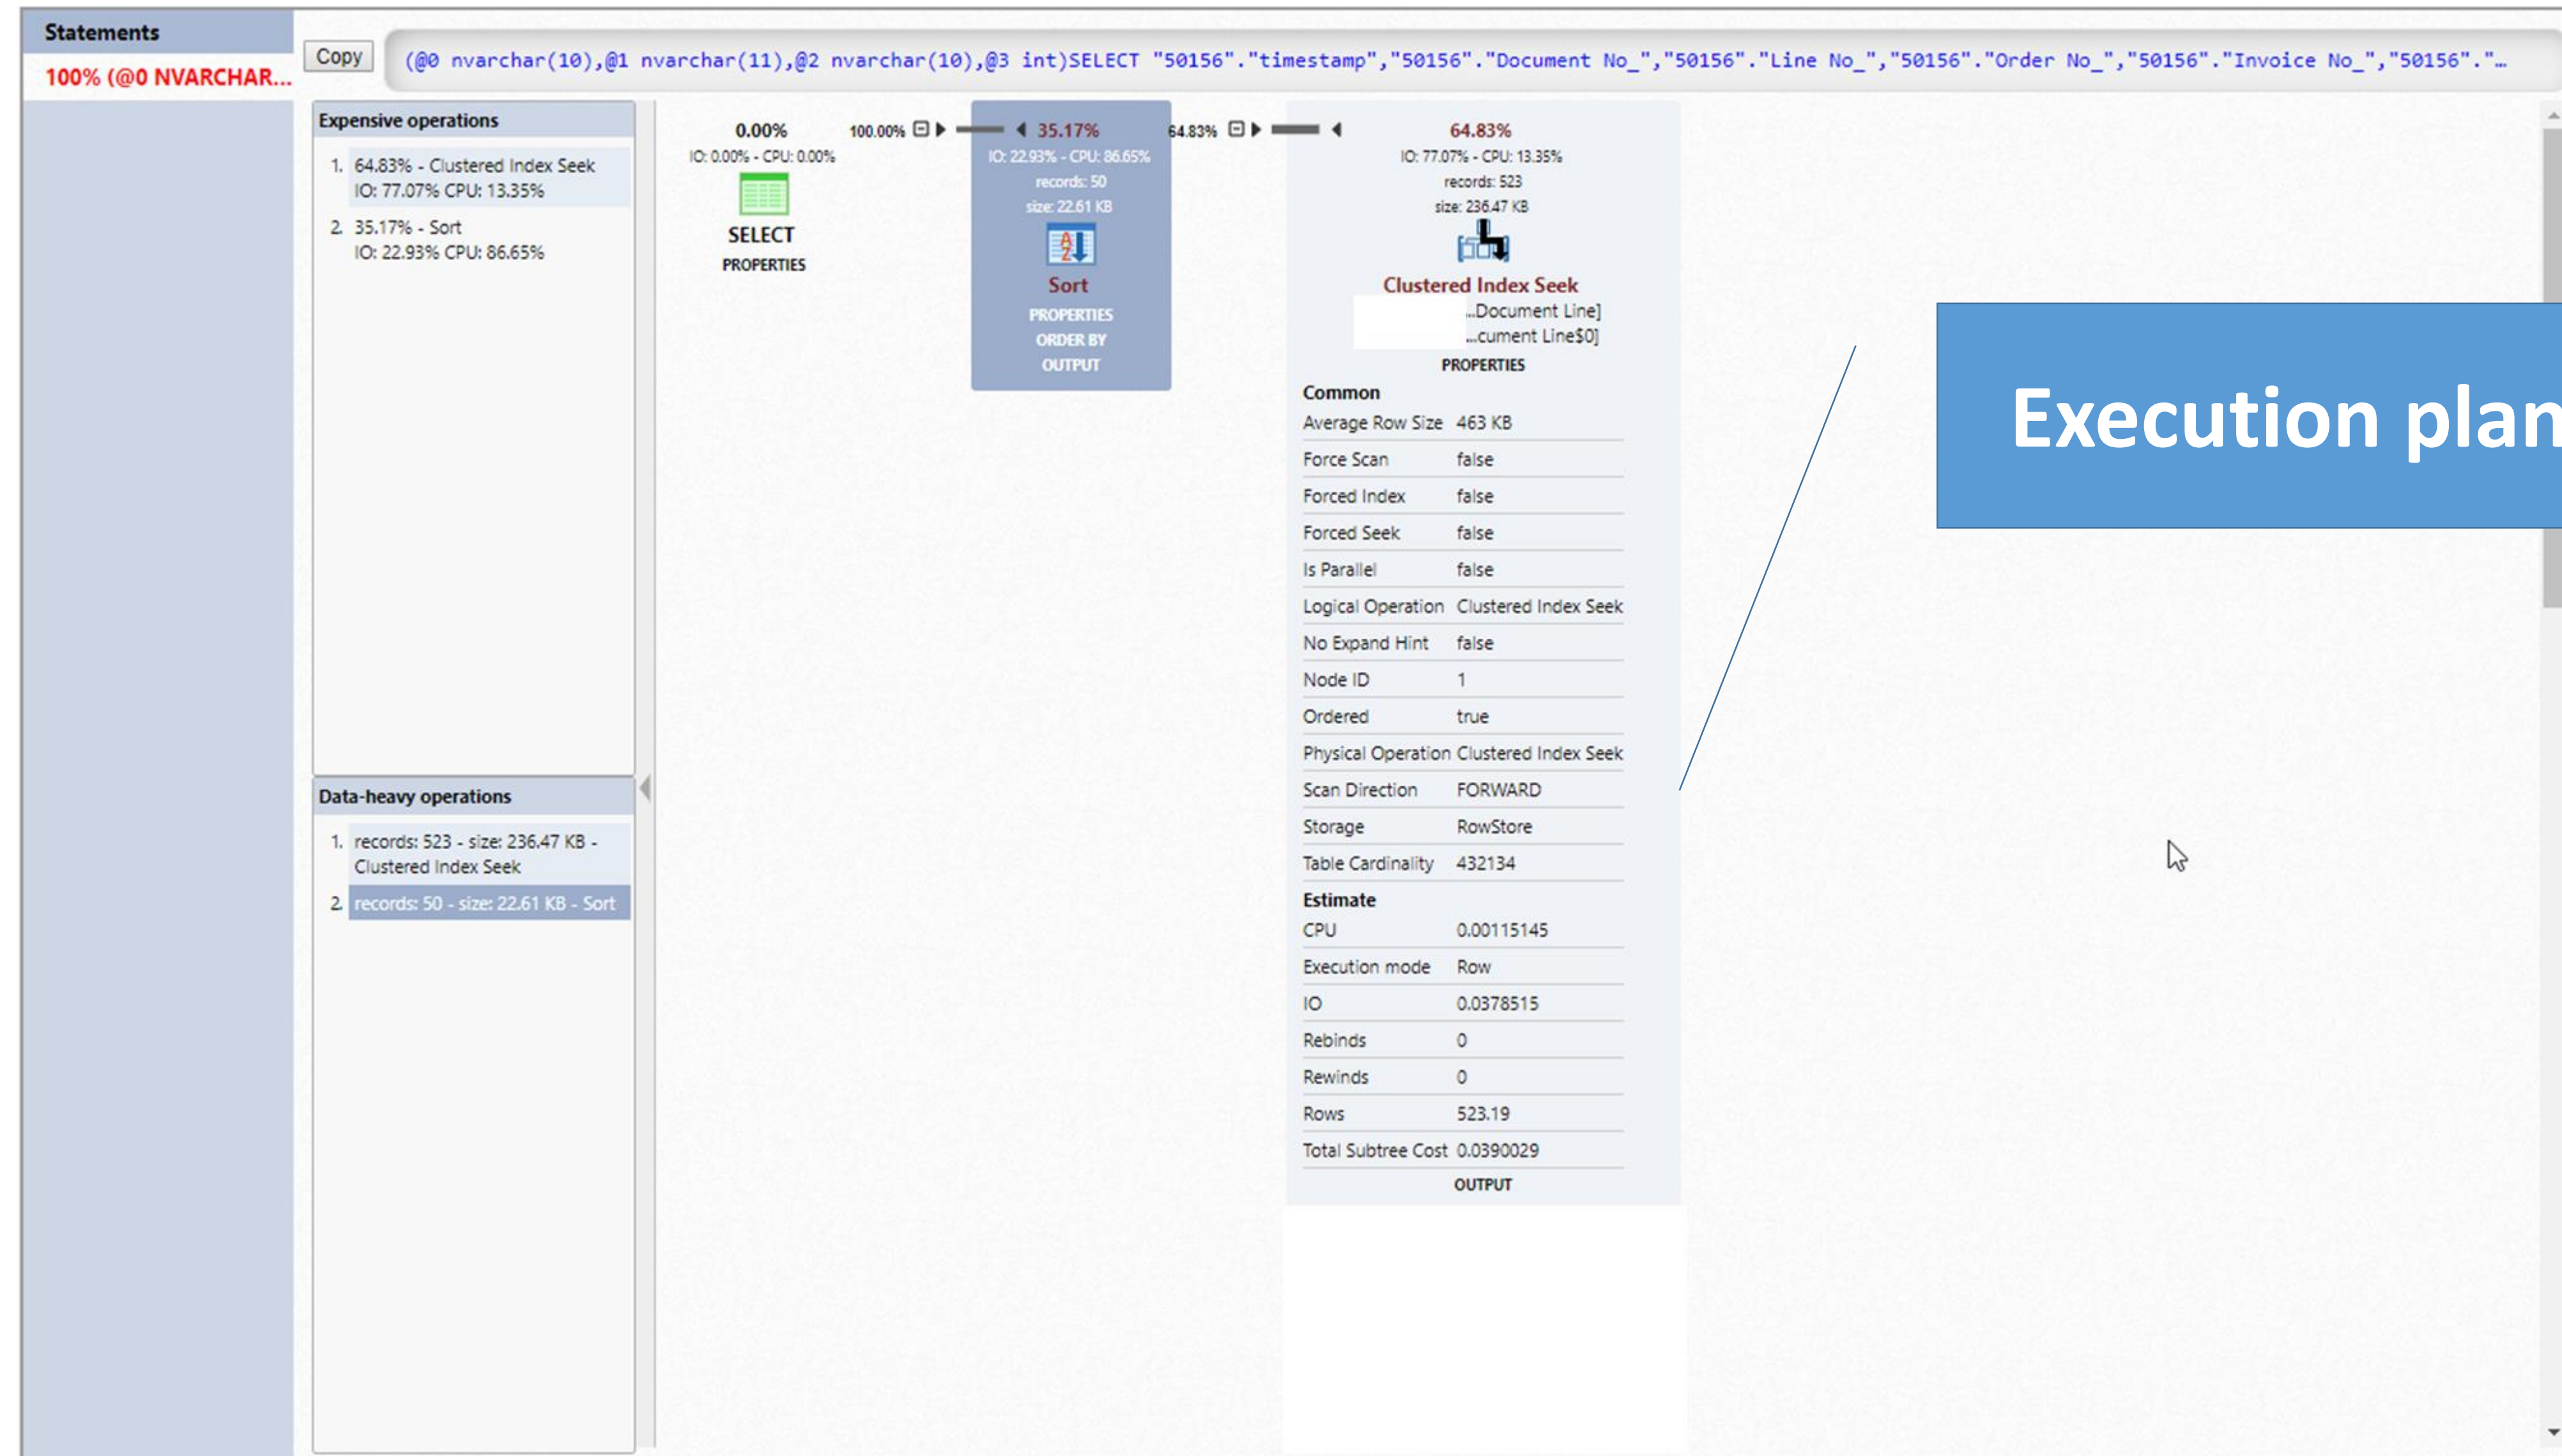 Statements
100% (@0 NVARCHAR...
Copy
(@0 nvarchar(10),@1 nvarchar(11),@2 nvarchar(10),@3 int)SELECT "50156"."timestamp","50156"."Document No_","50156"."Line No_","50156"."Order No_","50156"."Invoice No_","50156"."...
Expensive operations
1. 64.83% - Clustered Index Seek
IO: 77.07% CPU: 13.35%
2. 35.17% - Sort
IO: 22.93% CPU: 86.65%
Data-heavy operations
1. records: 523 - size: 236.47 KB -
Clustered Index Seek
2. records: 50 - size: 22.61 KB - Sort
0.00%
IO: 0.00% - CPU: 0.00%
SELECT
PROPERTIES
100.00%
35.17%
IO: 22.93% - CPU: 86.65%
records: 50
size: 22.61 KB
Sort
PROPERTIES
ORDER BY
OUTPUT
64.83%
64.83%
IO: 77.07% - CPU: 13.35%
records: 523
size: 236.47 KB
Clustered Index Seek
...Document Line]
...cument Line$0]
PROPERTIES
Common
Average Row Size 463 KB
Force Scan false
Forced Index false
Forced Seek false
Is Parallel false
Logical Operation Clustered Index Seek
No Expand Hint false
Node ID 1
Ordered true
Physical Operation Clustered Index Seek
Scan Direction FORWARD
Storage RowStore
Table Cardinality 432134
Estimate
CPU 0.00115145
Execution mode Row
IO 0.0378515
Rebinds 0
Rewinds 0
Rows 523.19
Total Subtree Cost 0.0390029
OUTPUT
Execution plan